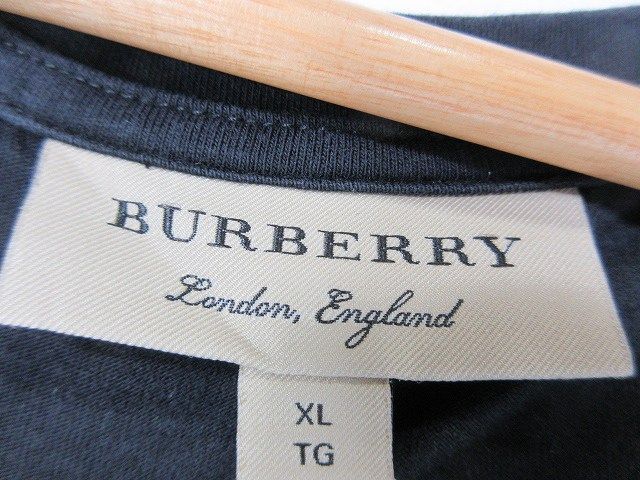 BURBERRY
London, England
XL
TG